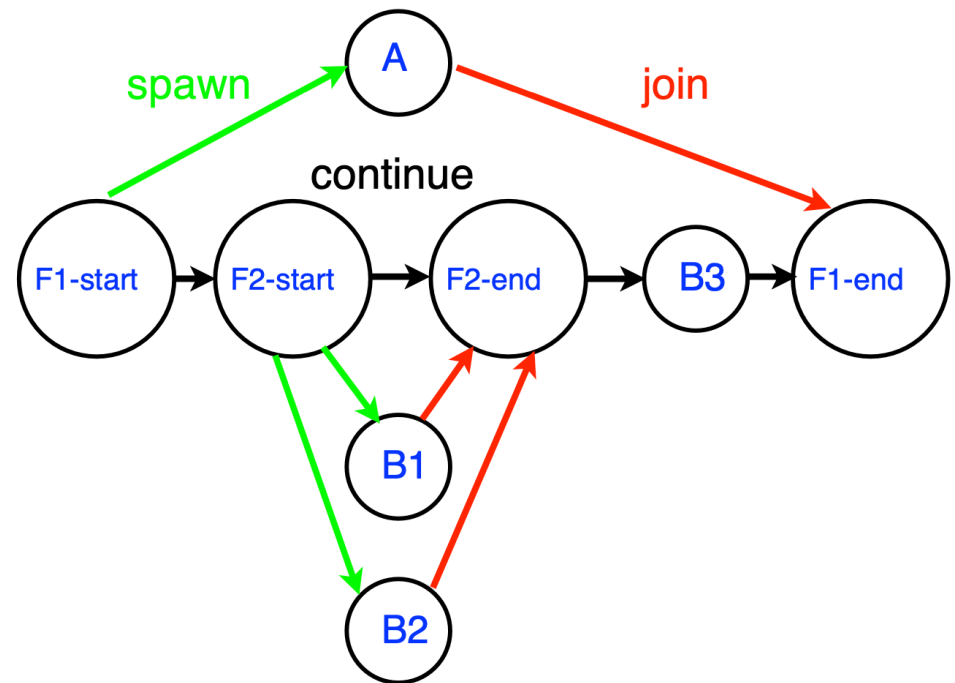 A
spawn
join
continue
F1-start
F2-start
F2-end
B3
F1-end
B1
B2